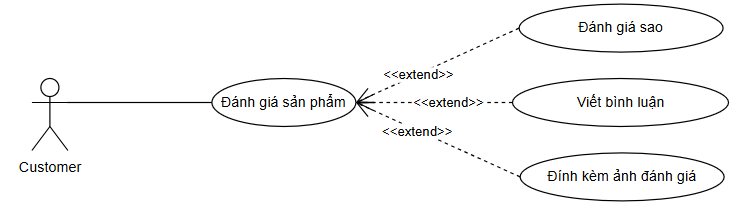 Đánh giá sao
<<extend>>
Đánh giá sản phẩm
<<extend>>
Viết bình luận
<<extend>>
Customer
Đính kèm ảnh đánh giá